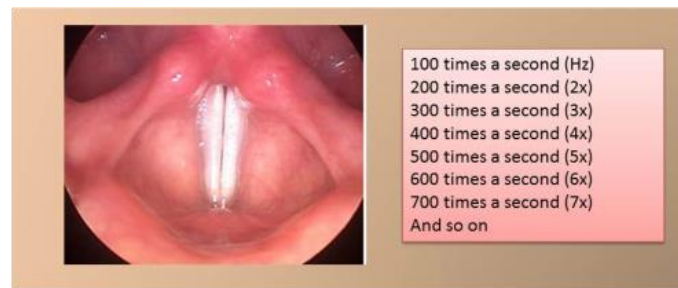 100 times a second (Hz)
200 times a second (2x)
300 times a second (3x)
400 times a second (4x)
500 times a second (5x)
600 times a second (6x)
700 times a second (7x)
And so on